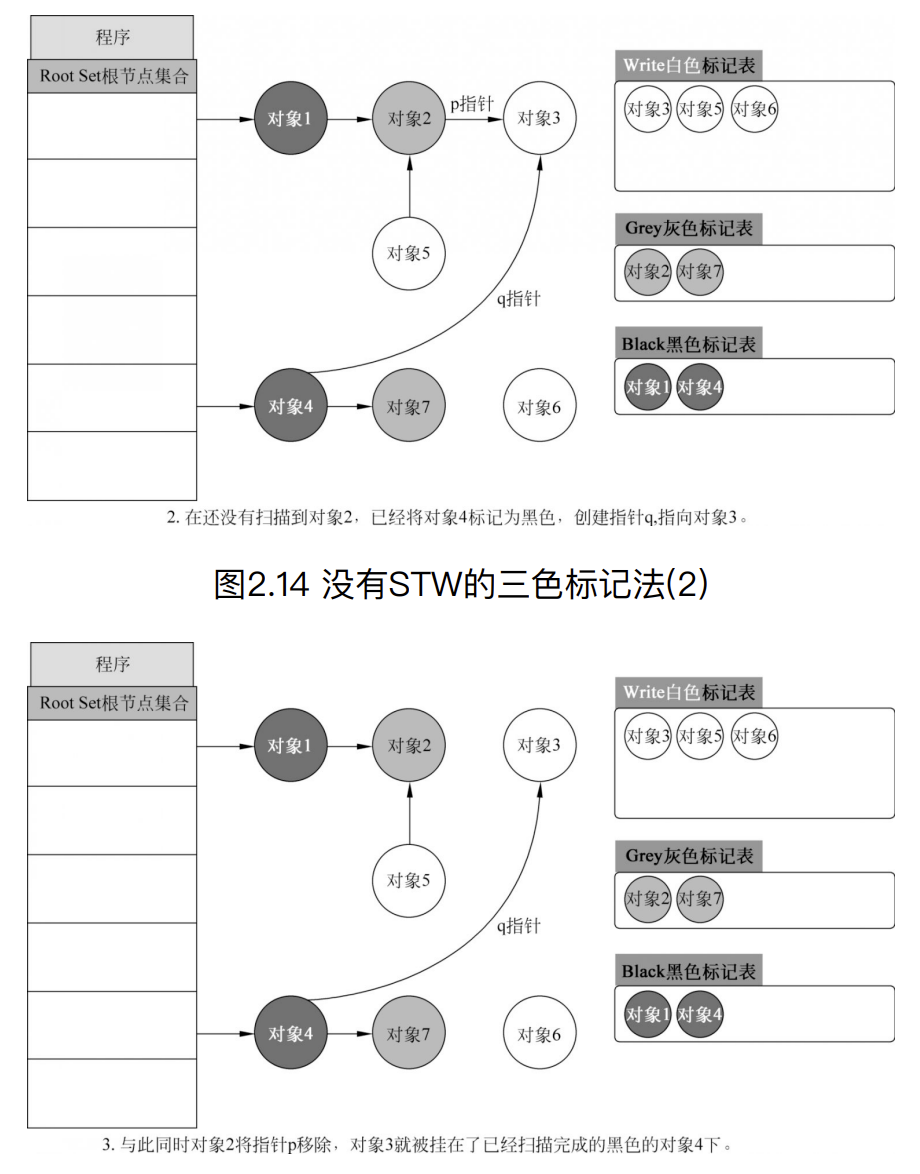 程序
Root Set根节点集合
对象1
对象2
p指针
对象3
对象5
q指针
对象4
对象7
对象6
Write白色标记表
对象3 对象5 对象6
Grey灰色标记表
对象2 对象7
Black黑色标记表
对象1 对象4
2. 在还没有扫描到对象2，已经将对象4标记为黑色，创建指针q,指向对象3。
图2.14 没有STW的三色标记法(2)
程序
Root Set根节点集合
对象1
对象2
对象3
对象5
q指针
对象4
对象7
对象6
Write白色标记表
对象3 对象5 对象6
Grey灰色标记表
对象2 对象7
Black黑色标记表
对象1 对象4
3. 与此同时对象2将指针p移除，对象3就被挂在了已经扫描完成的黑色的对象4下。